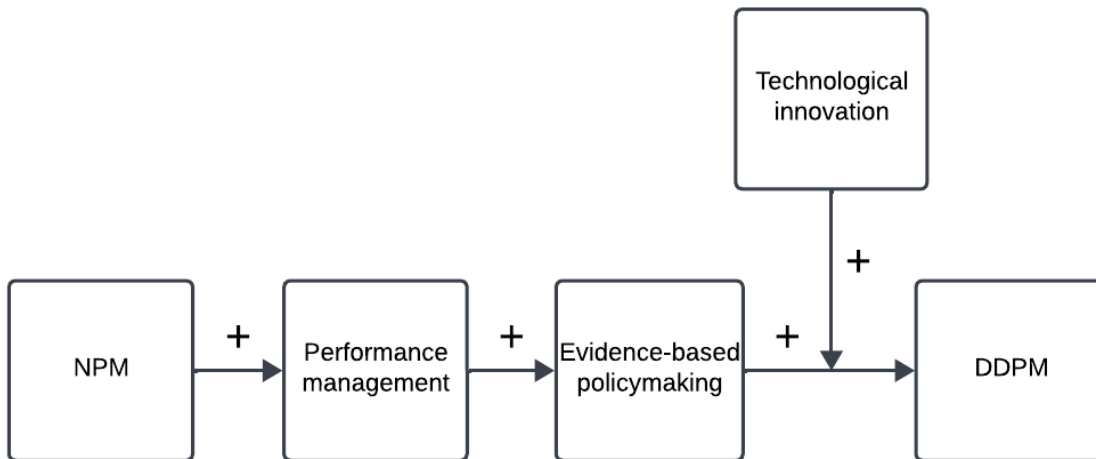 Technological
innovation
+
NPM
+
Performance
management
+
Evidence-based
policymaking
+
DDPM